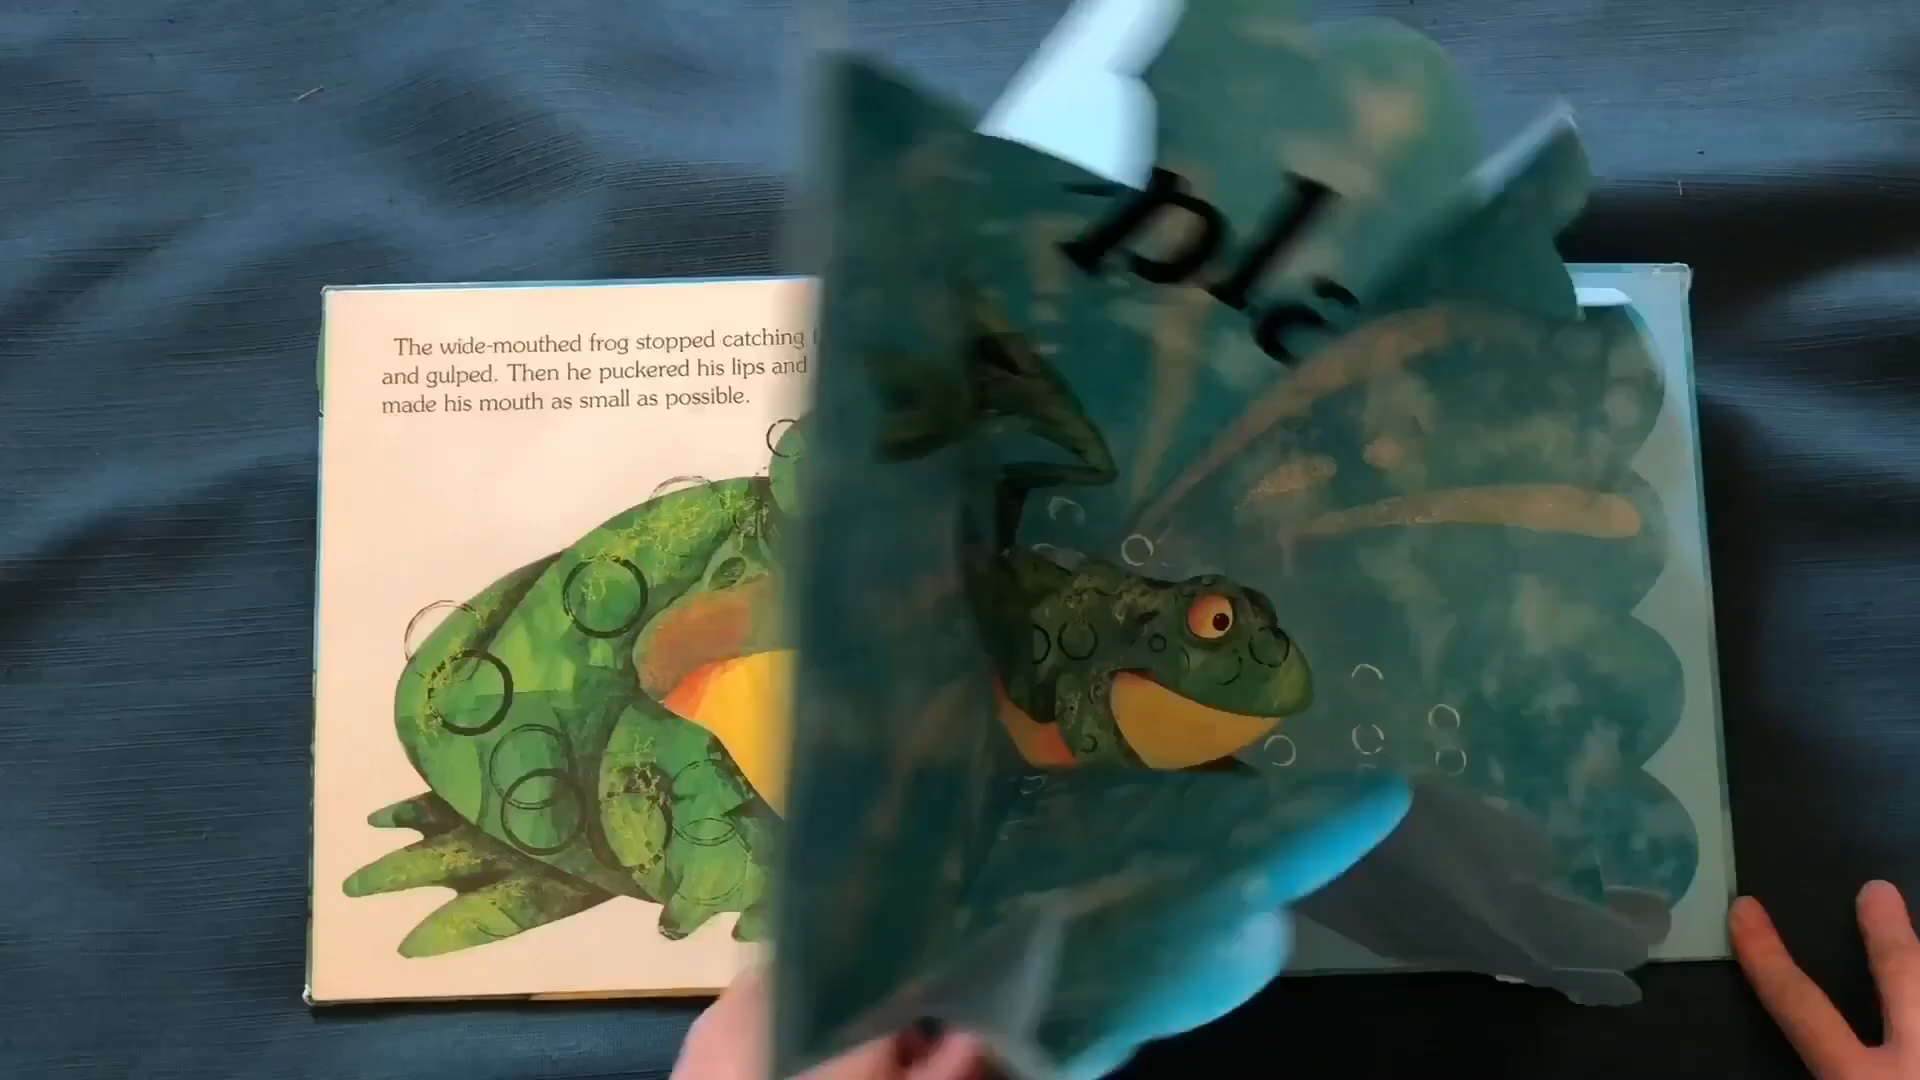 The wide-mouthed frog stopped catching
and gulped. Then he puckered his lips and
made his mouth as small as possible.